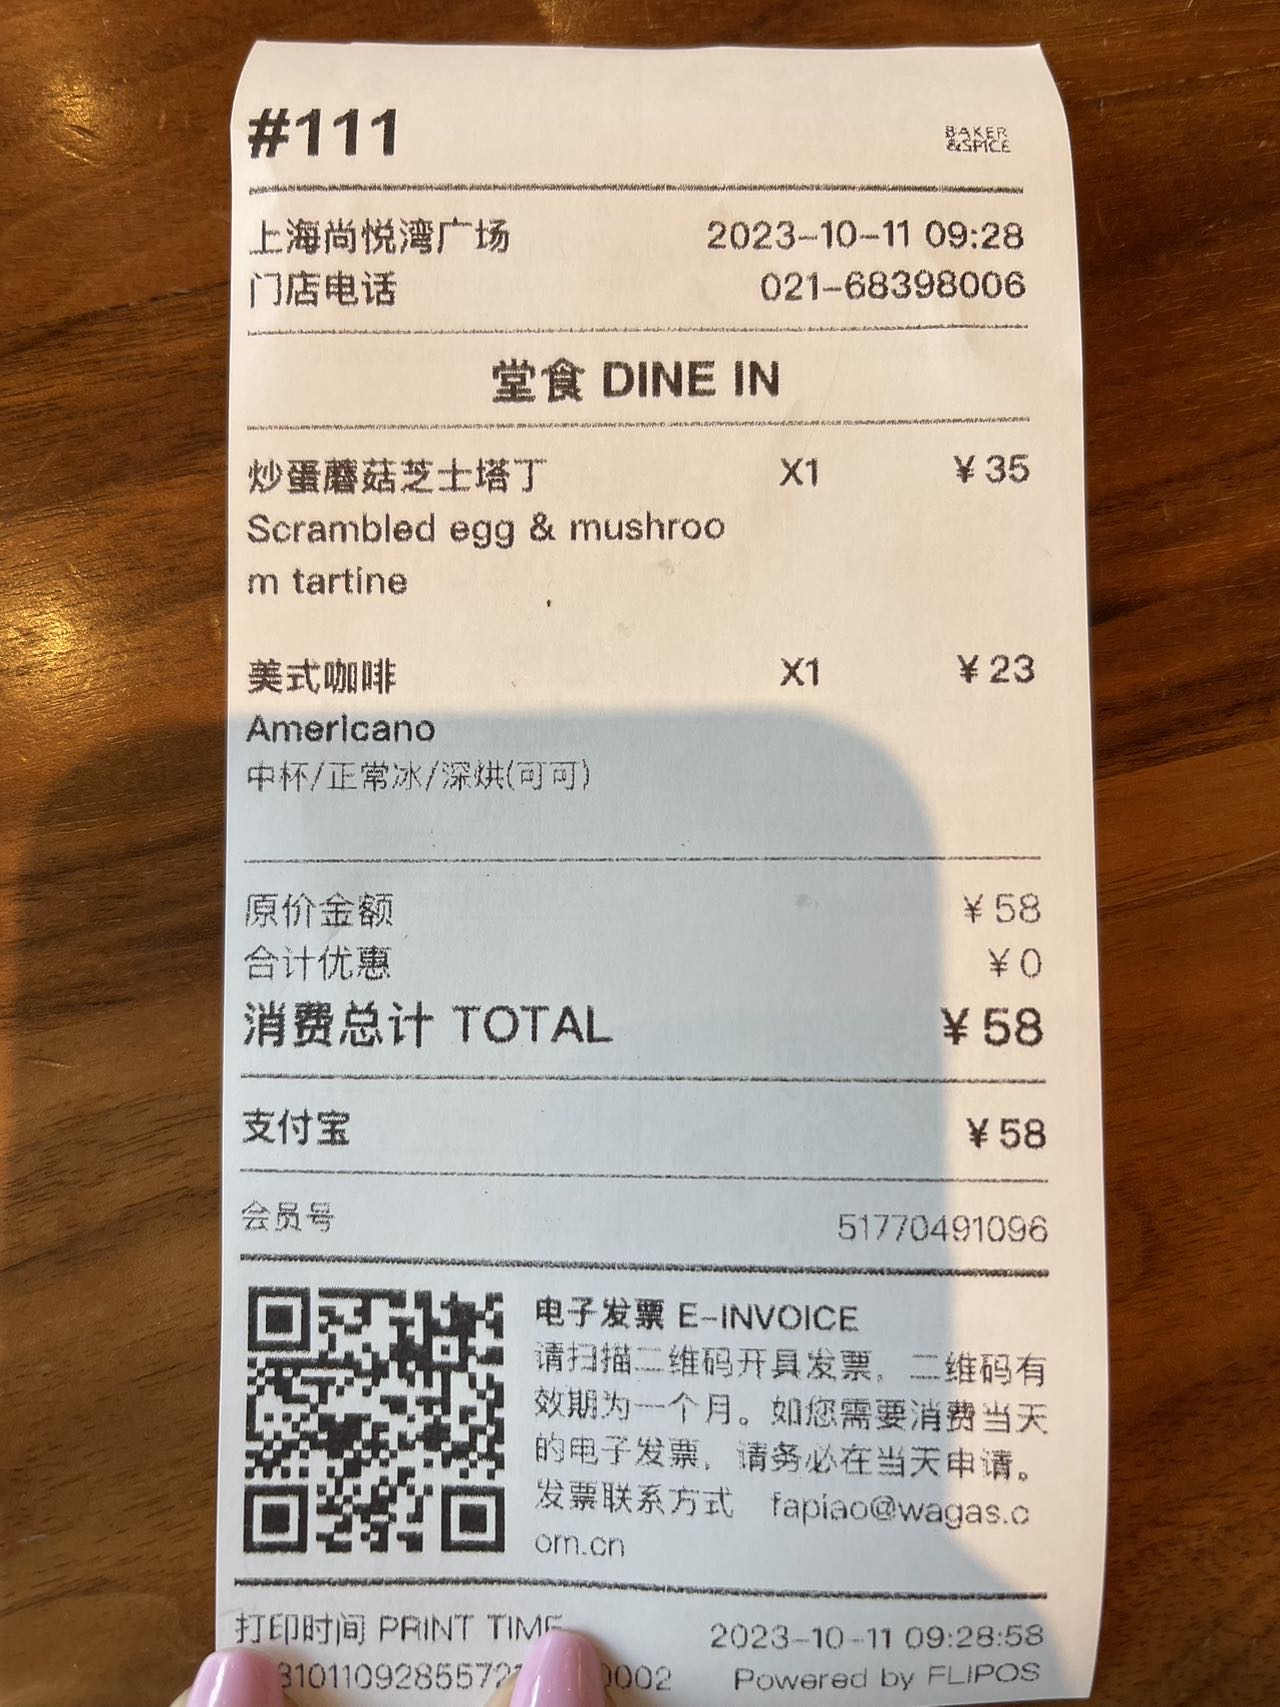 #111
BAKER
&SPICE
上海尚悦湾广场 2023-10-11 09:28
门店电话 021-68398006
堂食 DINE IN
炒蛋蘑菇芝士塔丁 X1 ¥35
Scrambled egg & mushroo
m tartine
美式咖啡 X1 ¥23
Americano
中杯/正常冰/深烘(可可)
原价金额 ¥58
合计优惠 ¥0
消费总计 TOTAL ¥58
支付宝 ¥58
会员号 51770491096
电子发票 E-INVOICE
请扫描二维码开具发票，二维码有
效期为一个月。如您需要消费当天
的电子发票，请务必在当天申请。
发票联系方式 fapiao@wagas.c
om.cn
打印时间 PRINT TIME 2023-10-11 09:28:58
Powered by FLIPOS